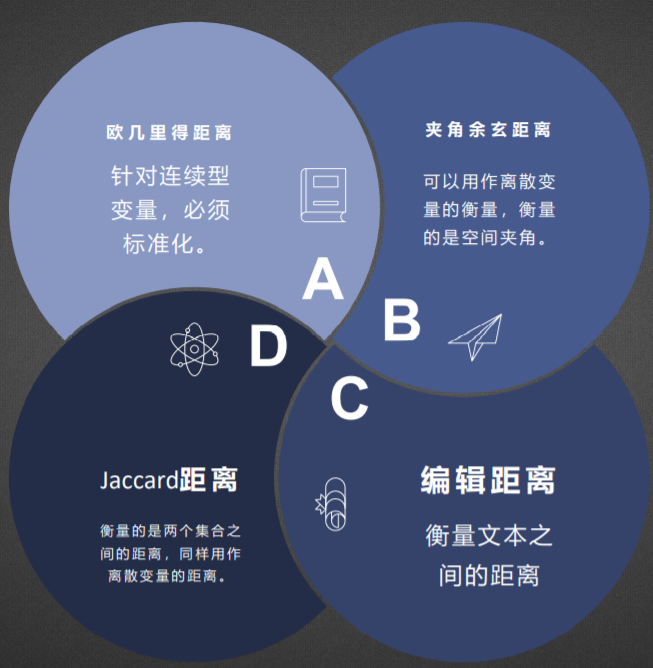 欧几里得距离
针对连续型
变量，必须
标准化。
A
夹角余玄距离
可以用作离散变
量的衡量，衡量
的是空间夹角。
B
D
Jaccard距离
衡量的是两个集合之
间的距离，同样用作
离散变量的距离。
C
编辑距离
衡量文本之
间的距离